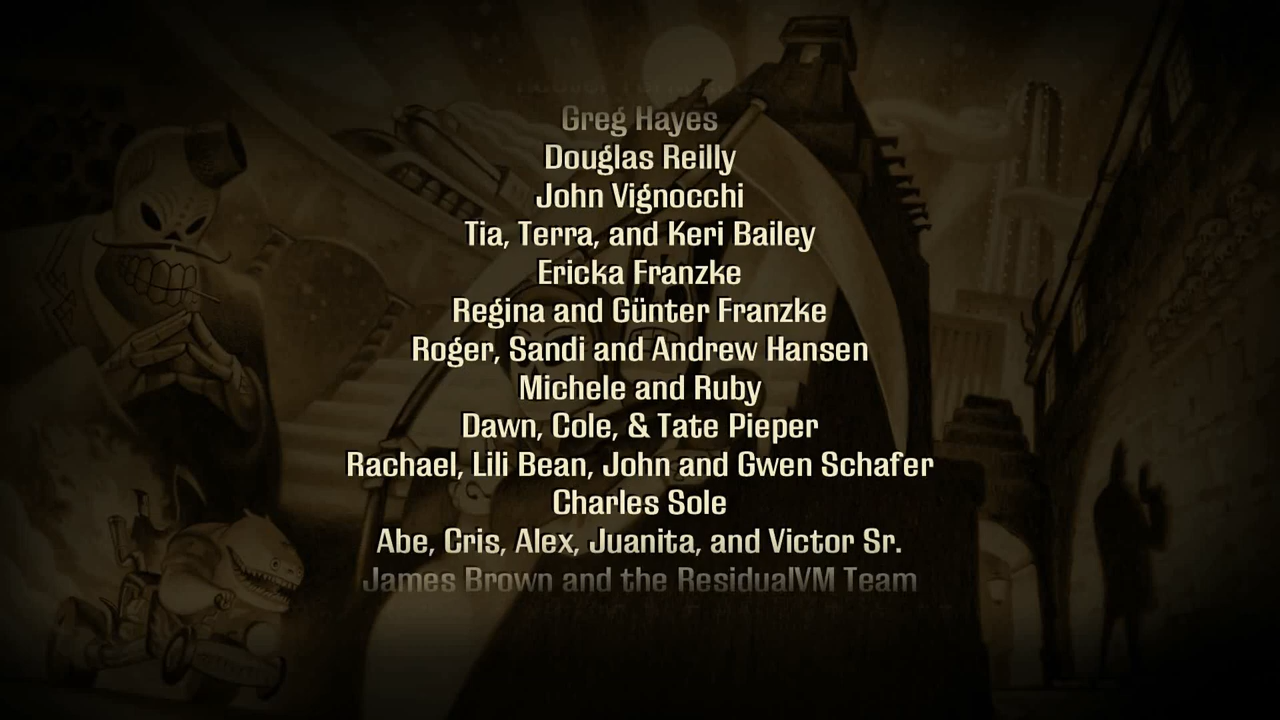 Greg Hayes
Douglas Reilly
John Vignocchi
Tia, Terra, and Keri Bailey
Ericka Franzke
Regina and Günter Franzke
Roger, Sandi and Andrew Hansen
Michele and Ruby
Dawn, Cole, & Tate Pieper
Rachael, Lili Bean, John and Gwen Schafer
Charles Sole
Abe, Cris, Alex, Juanita, and Victor Sr.
James Brown and the ResidualVM Team